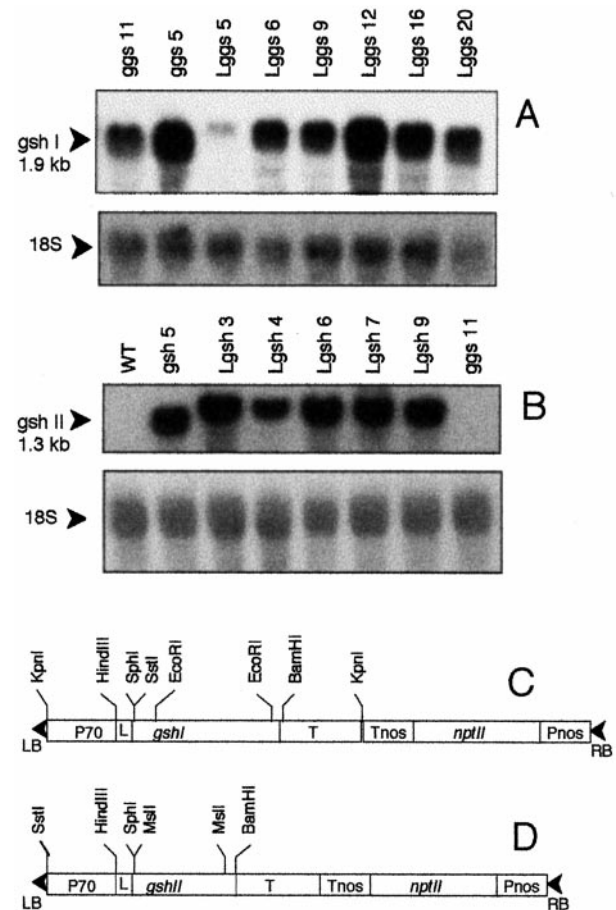 ggs 11 ggs 5 Lggs 5 Lggs 6 Lggs 9 Lggs 12 Lggs 16 Lggs 20
A
gsh I
1.9 kb
18S
WT gsh 5 Lgsh 3 Lgsh 4 Lgsh 6 Lgsh 7 Lgsh 9 ggs 11
B
gsh II
1.3 kb
18S
C
KpnI HindIII SphI SstI EcoRI EcoRI BamHI KpnI
P70 L gshI T Tnos nptII Pnos
LB RB
D
SstI HindIII SphI MslI MslI BamHI
P70 L gshII T Tnos nptII Pnos
LB RB